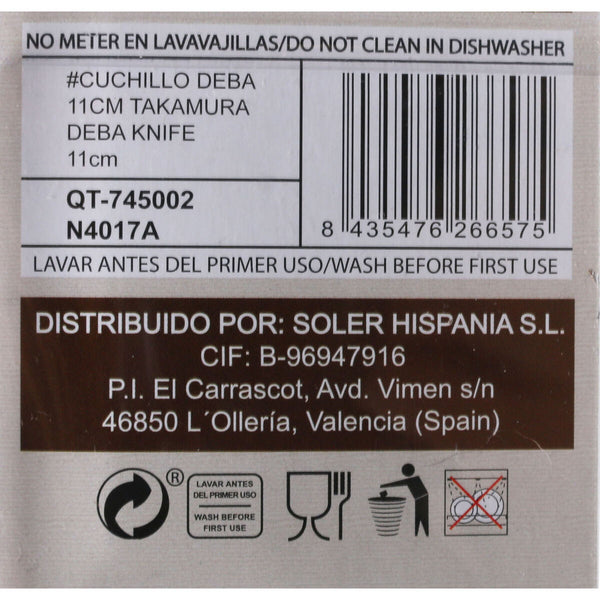 NO METER EN LAVAVAJILLAS/DO NOT CLEAN IN DISHWASHER
#CUCHILLO DEBA
11CM TAKAMURA
DEBA KNIFE
11cm
QT-745002
N4017A
8 435476 266575
LAVAR ANTES DEL PRIMER USO/WASH BEFORE FIRST USE
DISTRIBUIDO POR: SOLER HISPANIA S.L.
CIF: B-96947916
P.I. El Carrascot, Avd. Vimen s/n
46850 L´Ollería, Valencia (Spain)
®
LAVAR ANTES
DEL PRIMER USO
WASH BEFORE
FIRST USE